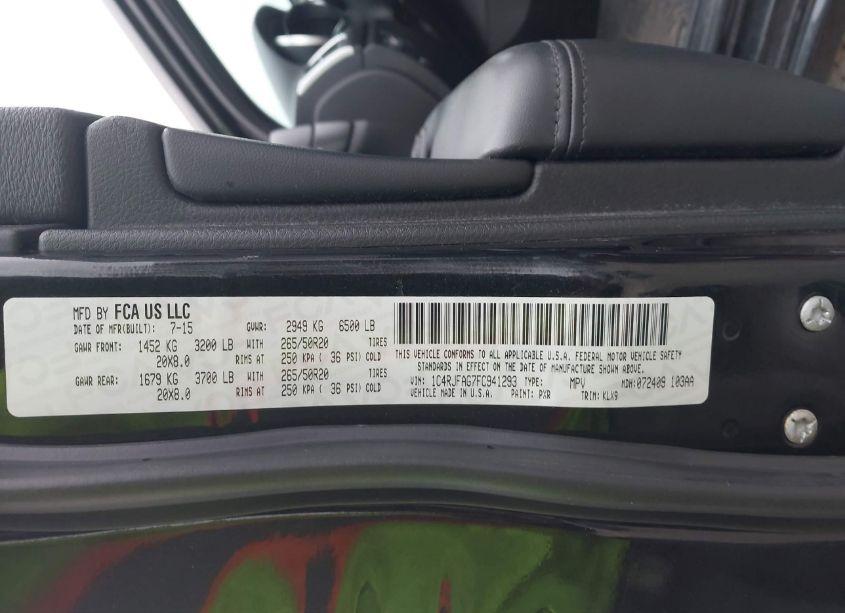 MFD BY FCA US LLC
DATE OF MFR(BUILT): 7-15 GVWR: 2949 KG 6500 LB
GAWR FRONT: 1452 KG 3200 LB WITH 265/50R20 TIRES
20X8.0 RIMS AT 250 KPA ( 36 PSI) COLD
GAWR REAR: 1679 KG 3700 LB WITH 265/50R20 TIRES
20X8.0 RIMS AT 250 KPA ( 36 PSI) COLD
THIS VEHICLE CONFORMS TO ALL APPLICABLE U.S.A. FEDERAL MOTOR VEHICLE SAFETY
STANDARDS IN EFFECT ON THE DATE OF MANUFACTURE SHOWN ABOVE.
VIN: 1C4RJFAG7FC941293 TYPE: MPV MDH: 072409 103AA
VEHICLE MADE IN U.S.A. PAINT: PXR TRIM: KLX9